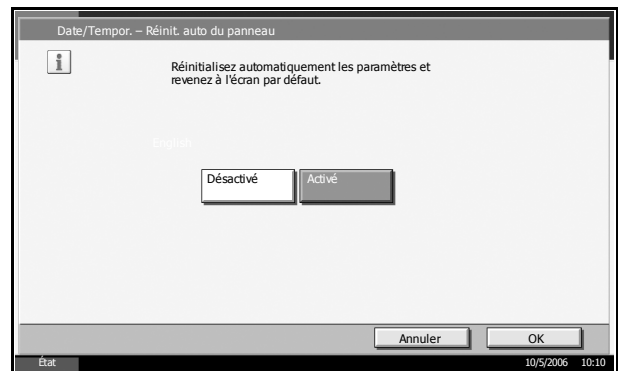 Date/Tempor. – Réinit. auto du panneau
Réinitialisez automatiquement les paramètres et
revenez à l'écran par défaut.
English
Désactivé
Activé
Annuler
OK
État
10/5/2006 10:10